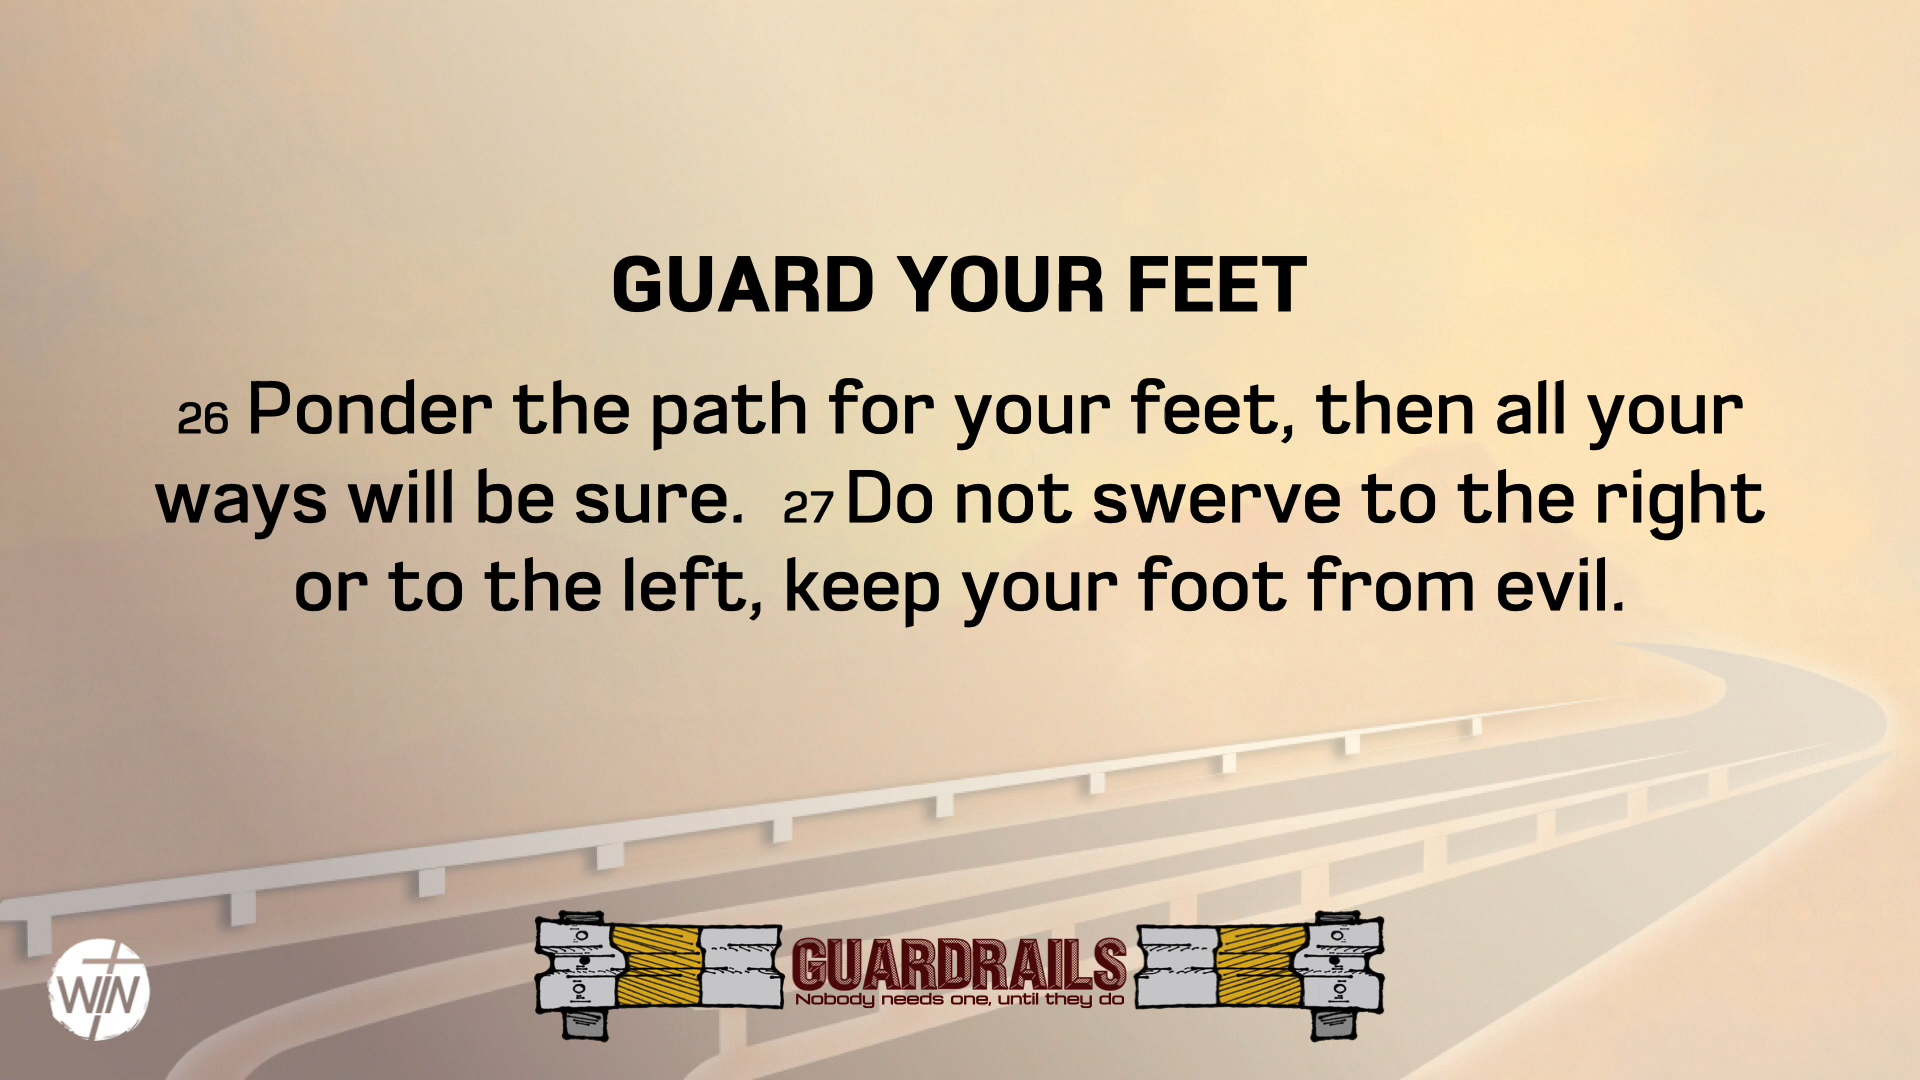 GUARD YOUR FEET
26 Ponder the path for your feet, then all your
ways will be sure.  27 Do not swerve to the right
or to the left, keep your foot from evil.
GUARDRAILS
Nobody needs one, until they do
WIN